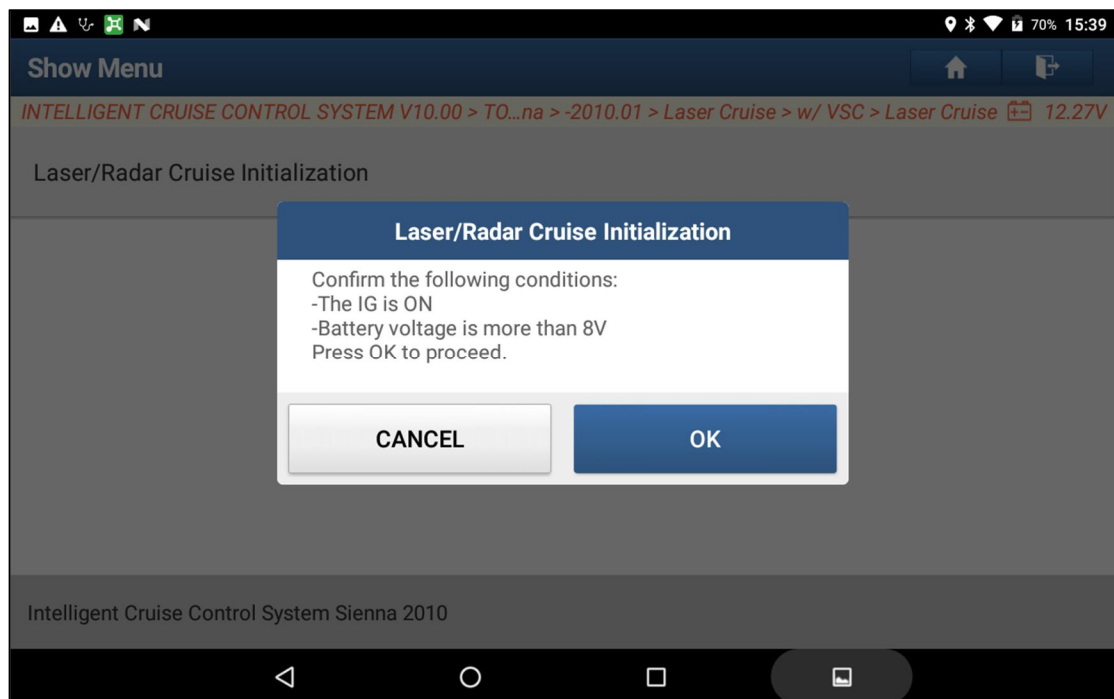 70% 15:39
Show Menu
INTELLIGENT CRUISE CONTROL SYSTEM V10.00 > TO...na > -2010.01 > Laser Cruise > w/ VSC > Laser Cruise 12.27V
Laser/Radar Cruise Initialization
Laser/Radar Cruise Initialization
Confirm the following conditions:
-The IG is ON
-Battery voltage is more than 8V
Press OK to proceed.
CANCEL OK
Intelligent Cruise Control System Sienna 2010